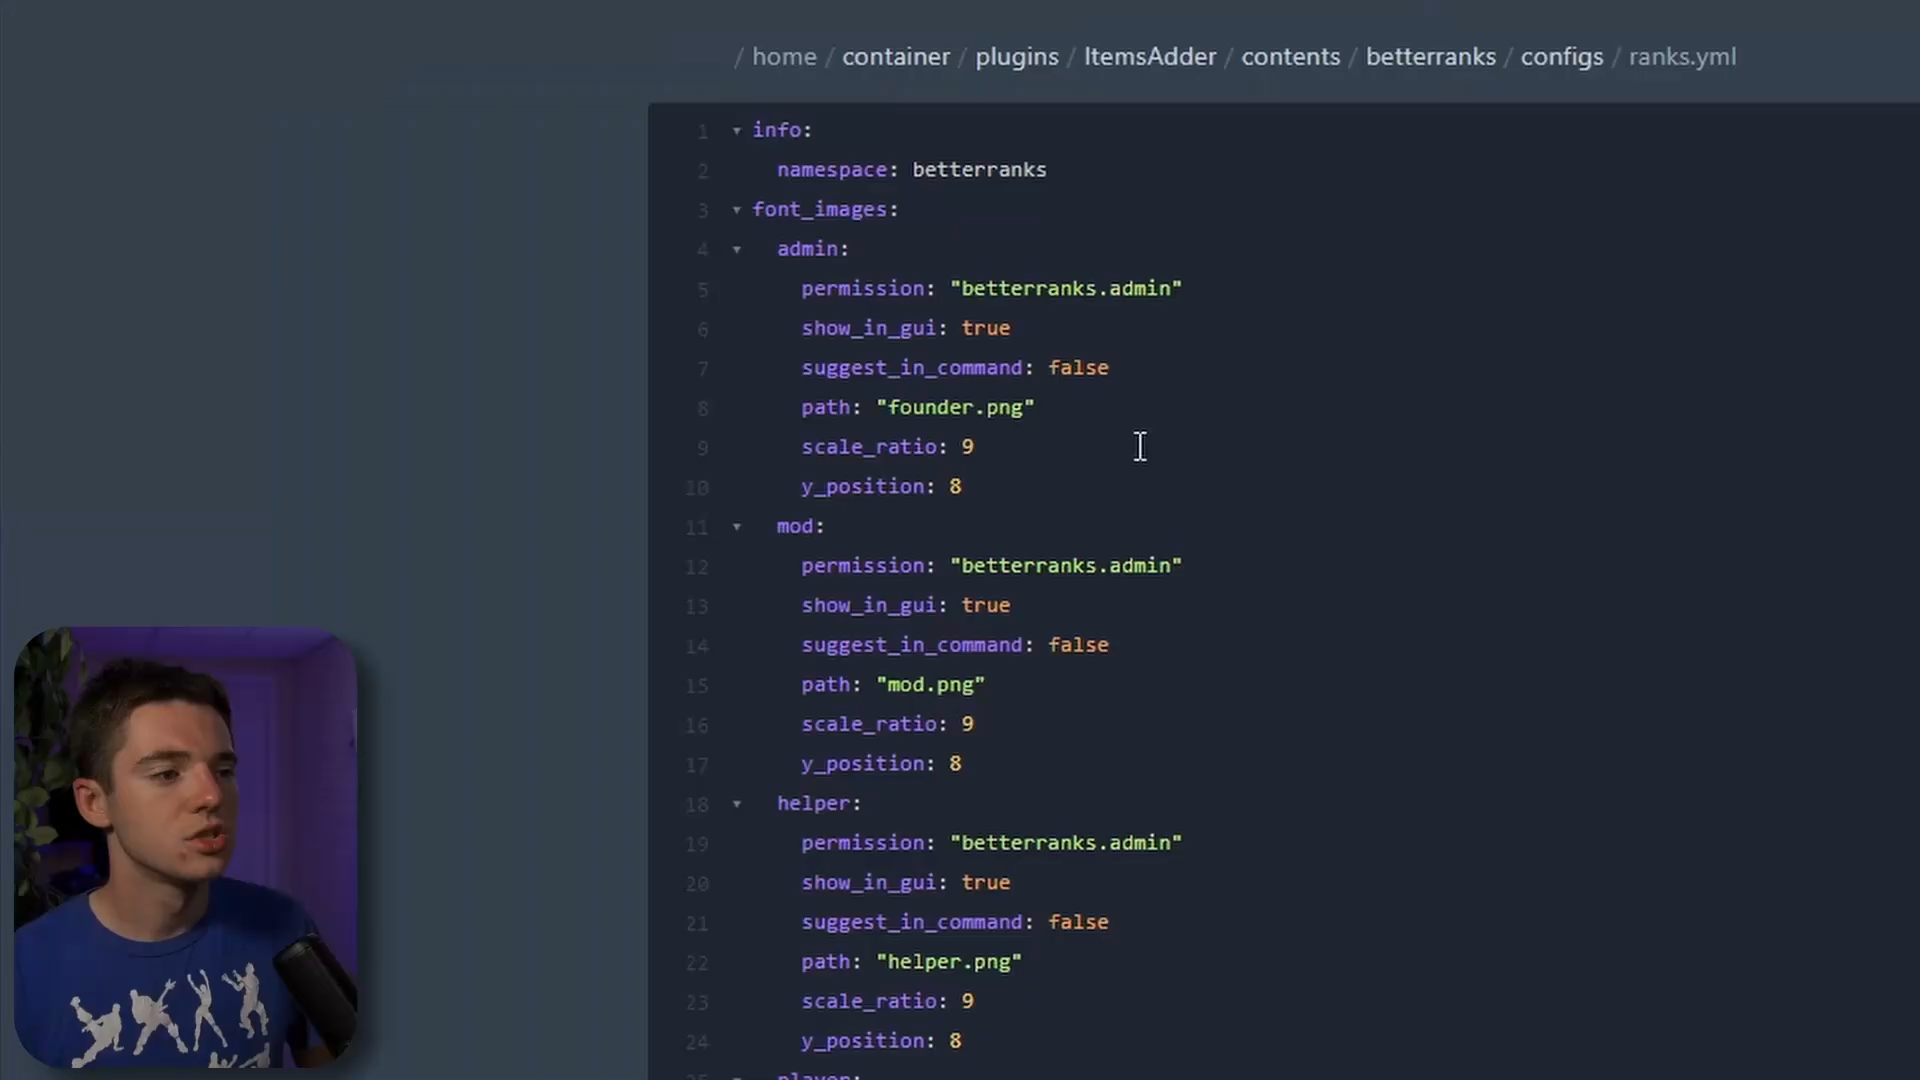 / home / container / plugins / ItemsAdder / contents / betterranks / configs / ranks.yml
1 info:
2 namespace: betterranks
3 font_images:
4 admin:
5 permission: "betterranks.admin"
6 show_in_gui: true
7 suggest_in_command: false
8 path: "founder.png"
9 scale_ratio: 9
10 y_position: 8
11 mod:
12 permission: "betterranks.admin"
13 show_in_gui: true
14 suggest_in_command: false
15 path: "mod.png"
16 scale_ratio: 9
17 y_position: 8
18 helper:
19 permission: "betterranks.admin"
20 show_in_gui: true
21 suggest_in_command: false
22 path: "helper.png"
23 scale_ratio: 9
24 y_position: 8
player: